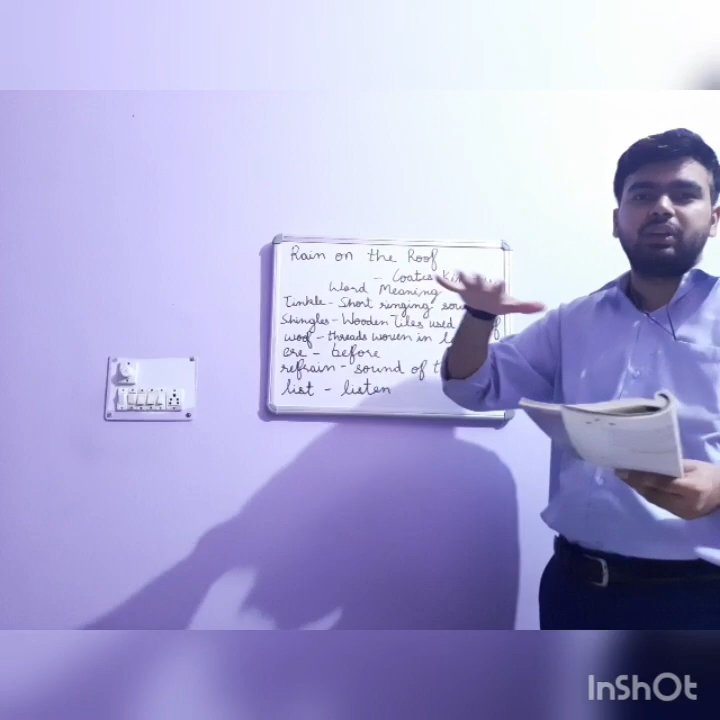 Rain on the Roof
- Coates
Word Meaning
Tinkle - Short ringing
Shingles - Wooden Tiles used
woof - threads woven in
ere - before
refrain - sound of
list - listen
InShOt